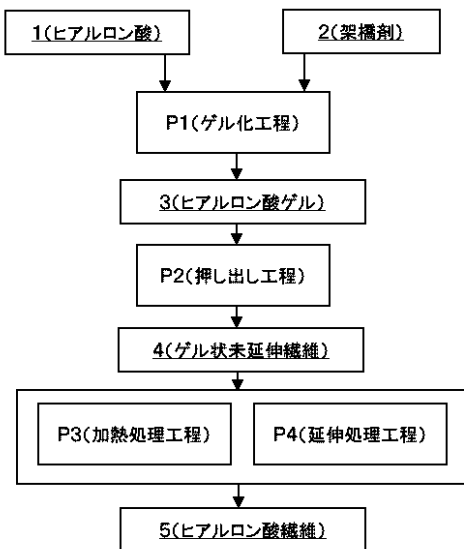 1(ヒアルロン酸)
2(架橋剤)
P1(ゲル化工程)
3(ヒアルロン酸ゲル)
P2(押し出し工程)
4(ゲル状未延伸繊維)
P3(加熱処理工程)
P4(延伸処理工程)
5(ヒアルロン酸繊維)